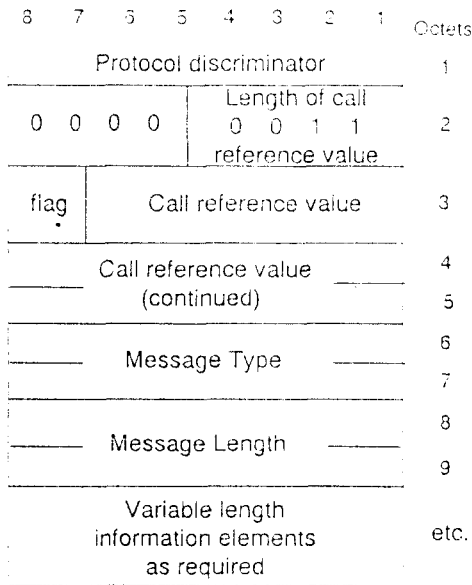 8 7 6 5 4 3 2 1
Octets
Protocol discriminator 1
Length of call
0 0 0 0 0 0 1 1 2
reference value
flag Call reference value 3
Call reference value 4
(continued) 5
6
Message Type
7
8
Message Length
9
Variable length
information elements etc.
as required